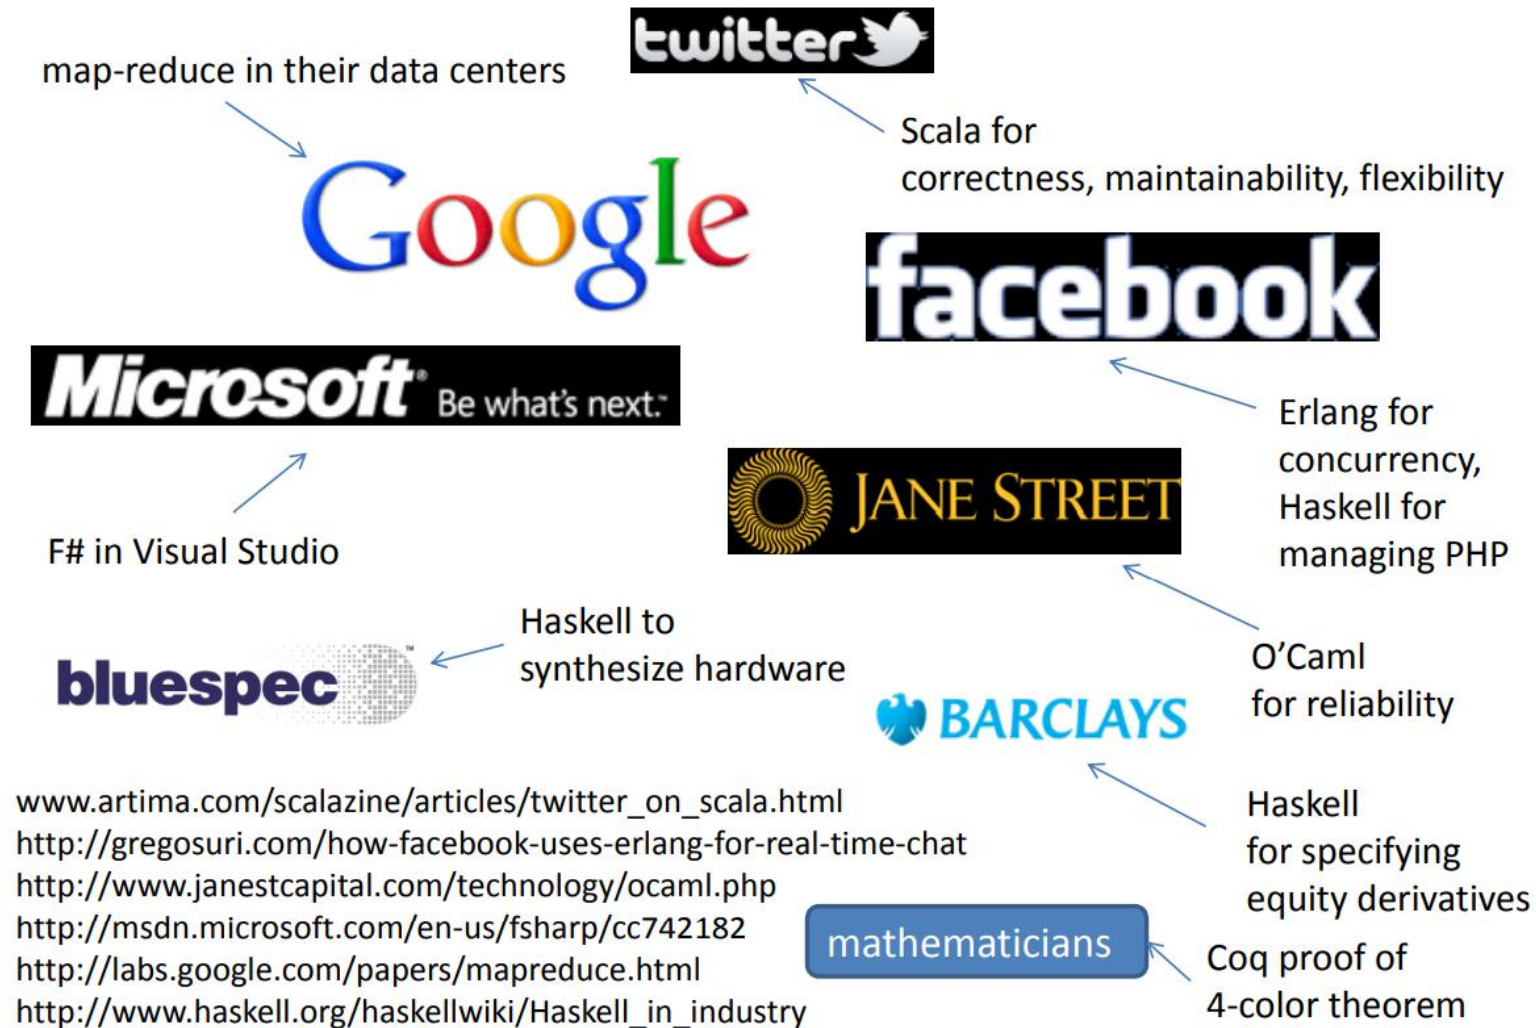 twitter
map-reduce in their data centers
Scala for
correctness, maintainability, flexibility
Google
facebook
Microsoft® Be what's next.™
Erlang for
concurrency,
Haskell for
managing PHP
JANE STREET
F# in Visual Studio
Haskell to
synthesize hardware
bluespec™
O'Caml
for reliability
BARCLAYS
Haskell
for specifying
equity derivatives
www.artima.com/scalazine/articles/twitter_on_scala.html
http://gregosuri.com/how-facebook-uses-erlang-for-real-time-chat
http://www.janestcapital.com/technology/ocaml.php
http://msdn.microsoft.com/en-us/fsharp/cc742182
http://labs.google.com/papers/mapreduce.html
http://www.haskell.org/haskellwiki/Haskell_in_industry
mathematicians
Coq proof of
4-color theorem